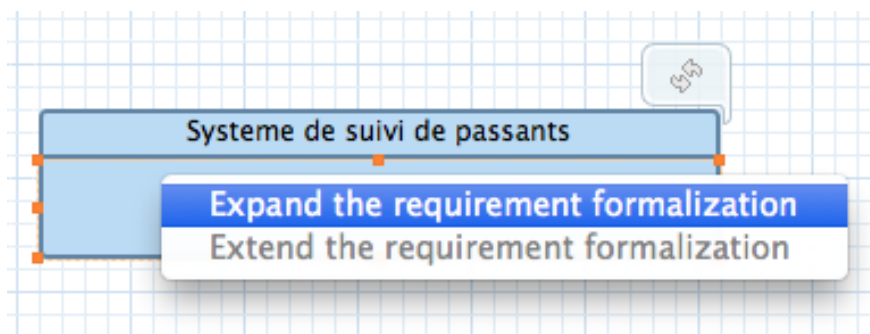 Systeme de suivi de passants
Expand the requirement formalization
Extend the requirement formalization